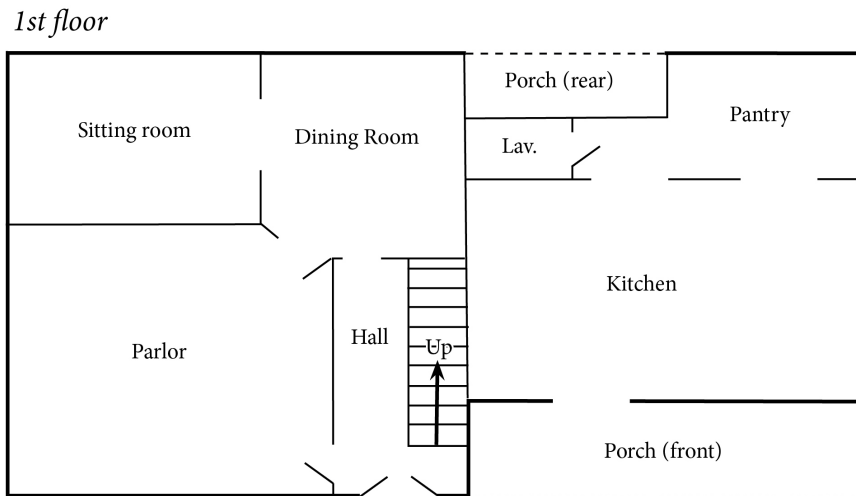 1st floor
Porch (rear)
Pantry
Sitting room
Dining Room
Lav.
Kitchen
Hall
Up
Parlor
Porch (front)